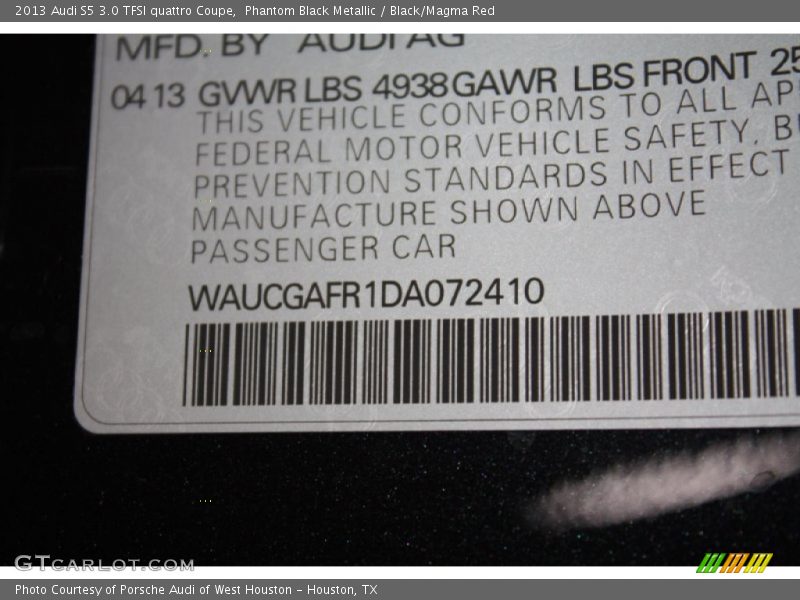 2013 Audi S5 3.0 TFSI quattro Coupe, Phantom Black Metallic / Black/Magma Red
MFD. BY AUDI AG
04 13 GVWR LBS 4938 GAWR LBS FRONT 25
THIS VEHICLE CONFORMS TO ALL AP
FEDERAL MOTOR VEHICLE SAFETY, B
PREVENTION STANDARDS IN EFFECT
MANUFACTURE SHOWN ABOVE
PASSENGER CAR
WAUCGAFR1DA072410
GTCARLOT.COM
Photo Courtesy of Porsche Audi of West Houston - Houston, TX